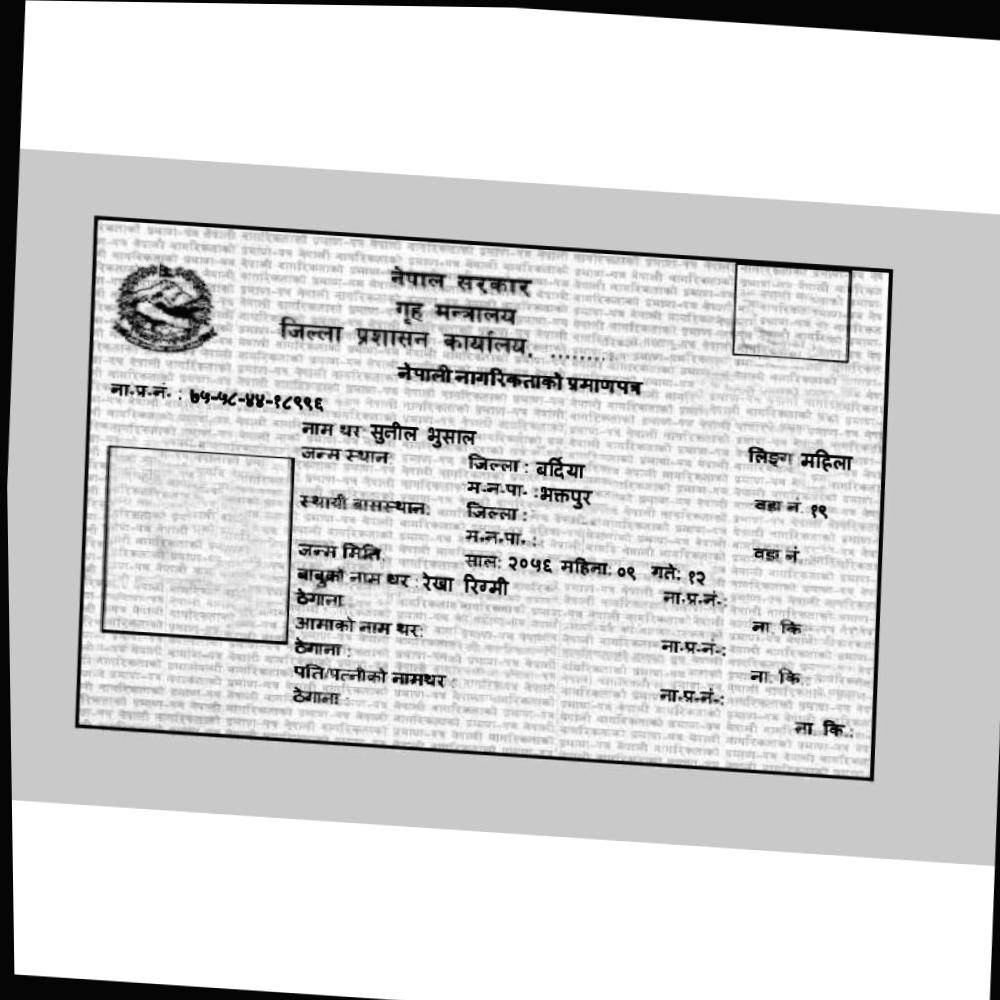 नेपाल सरकार
गृह मन्त्रालय
जिल्ला प्रशासन कार्यालय, ........
नेपाली नागरिकताको प्रमाणपत्र
ना.प्र.नं. : ७५-५८-४४-१८९९६
नाम थर सुनील भुसाल लिङ्ग महिला
जन्म स्थान: जिल्ला : बर्दिया
म.न.पा. :भक्तपुर वडा नं. १९
स्थायी बासस्थान: जिल्ला :
म.न.पा. : वडा नं.
जन्म मिति: साल: २०५६ महिना: ०९ गते: १२
बाबुको नाम थर : रेखा रिग्मी ना.प्र.नं.:
ठेगाना : ना. कि.:
आमाको नाम थर: ना.प्र.नं.:
ठेगाना : ना. कि.:
पति/पत्नीको नामथर : ना.प्र.नं.:
ठेगाना : ना. कि.: